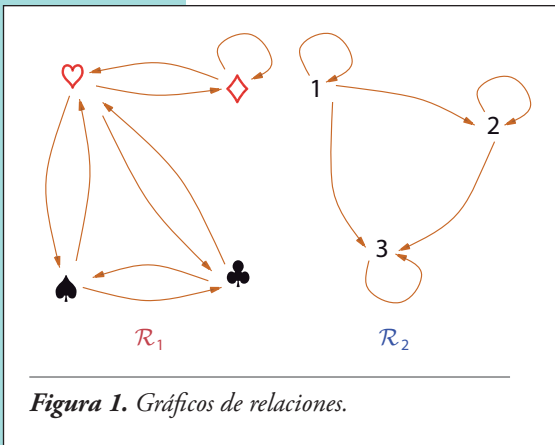 ♡
♢
1
2
3
♠
♣
ℛ₁
ℛ₂
Figura 1. Gráficos de relaciones.